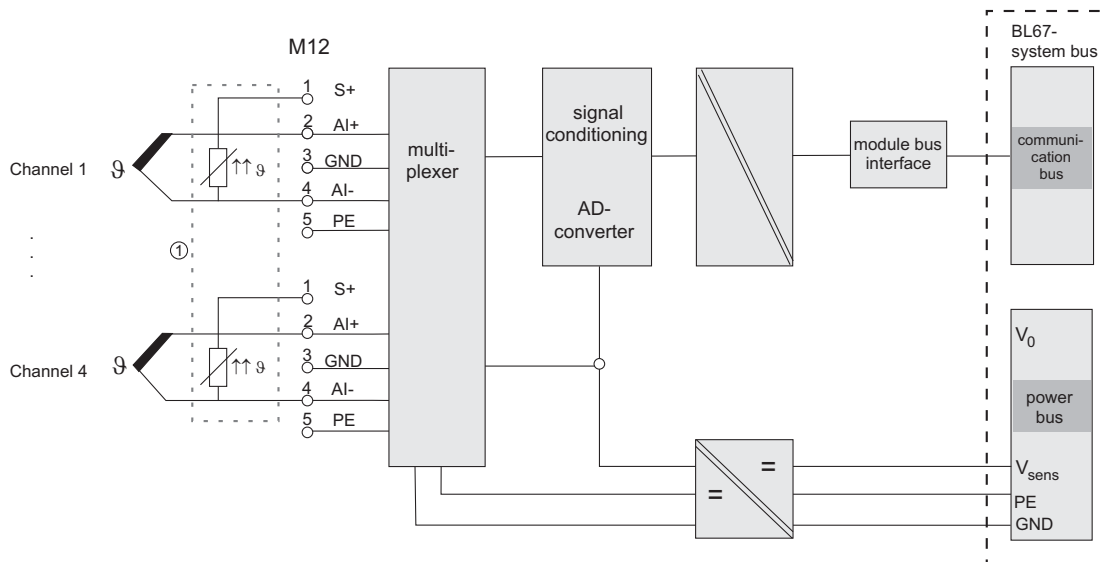 M12
BL67-
system bus
1
S+
2
AI+
3
GND
4
AI-
5
PE
Channel 1
ϑ
↑↑ ϑ
.
.
.
①
1
S+
2
AI+
3
GND
4
AI-
5
PE
Channel 4
ϑ
↑↑ ϑ
multi-
plexer
signal
conditioning
AD-
converter
module bus
interface
communi-
cation
bus
V0
power
bus
=
=
Vsens
PE
GND